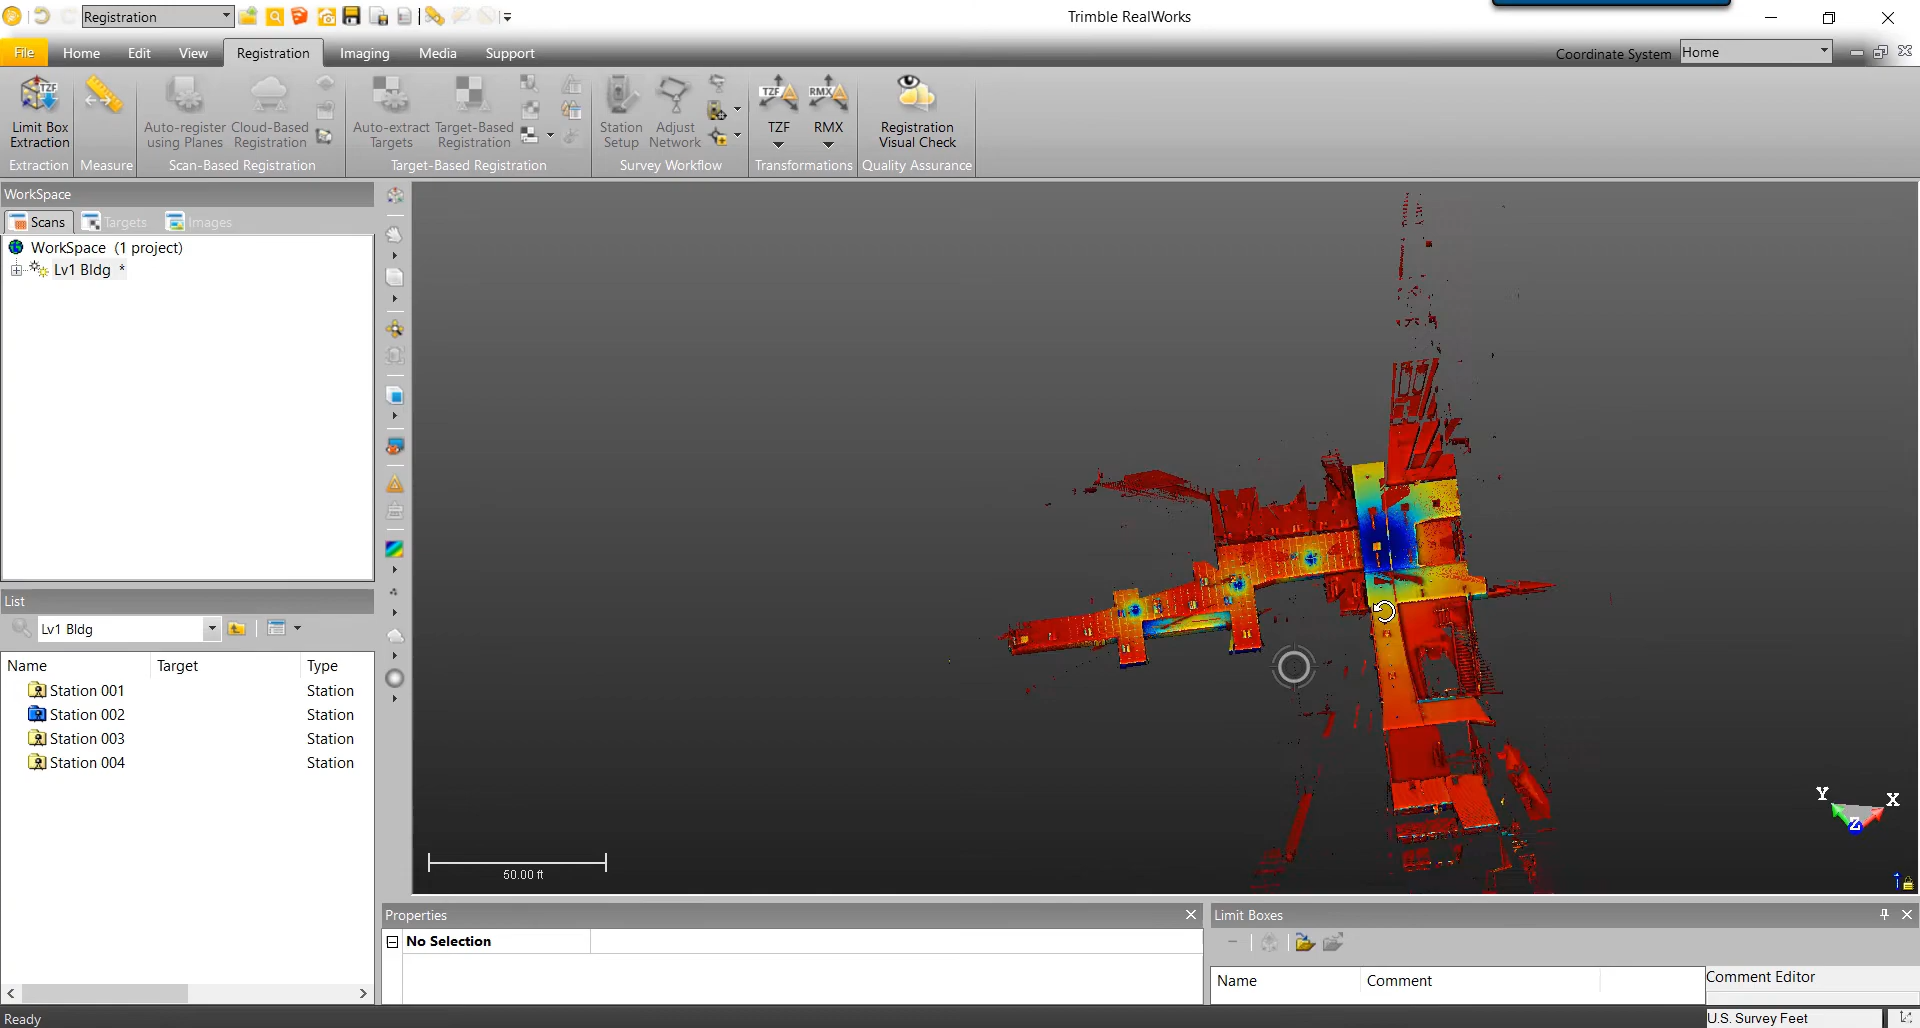 Registration
Trimble RealWorks
File
Home
Edit
View
Registration
Imaging
Media
Support
Coordinate System
Home
TZF
TZF
RMX
Limit Box
Extraction
Auto-register
using Planes
Cloud-Based
Registration
Auto-extract
Targets
Target-Based
Registration
Station
Setup
Adjust
Network
TZF
RMX
Registration
Visual Check
Extraction
Measure
Scan-Based Registration
Target-Based Registration
Survey Workflow
Transformations
Quality Assurance
WorkSpace
Scans
Targets
Images
WorkSpace (1 project)
Lv1 Bldg *
List
Lv1 Bldg
Name Target Type
Station 001 Station
Station 002 Station
Station 003 Station
Station 004 Station
50.00 ft
Y
X
Z
Properties
No Selection
Limit Boxes
Name Comment
Comment Editor
Ready
U.S. Survey Feet